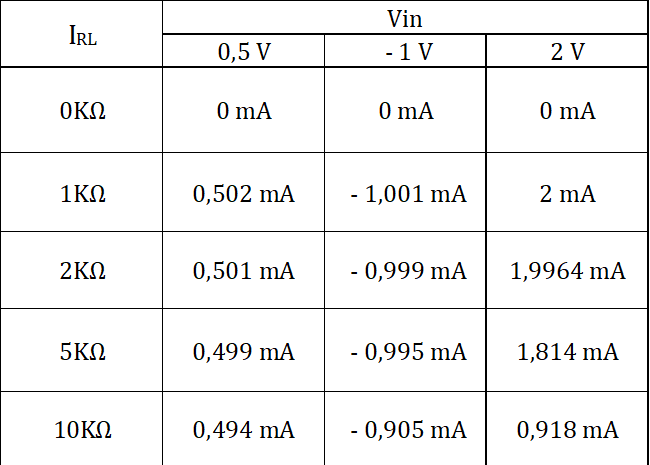 I_RL Vin
0,5 V - 1 V 2 V
0KΩ 0 mA 0 mA 0 mA
1KΩ 0,502 mA - 1,001 mA 2 mA
2KΩ 0,501 mA - 0,999 mA 1,9964 mA
5KΩ 0,499 mA - 0,995 mA 1,814 mA
10KΩ 0,494 mA - 0,905 mA 0,918 mA